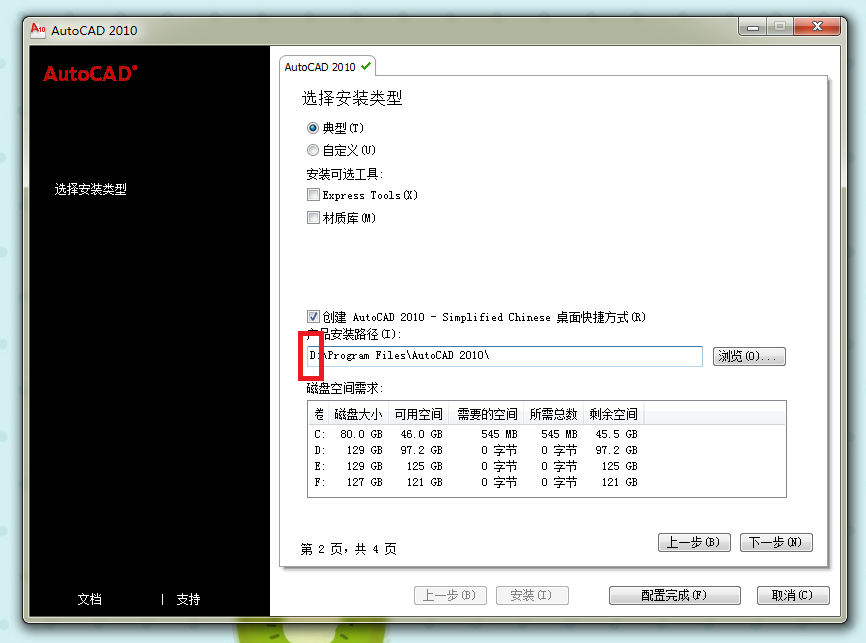 AutoCAD 2010
AutoCAD
选择安装类型
文档 | 支持
AutoCAD 2010
选择安装类型
典型(T)
自定义(U)
安装可选工具:
Express Tools(X)
材质库(M)
创建 AutoCAD 2010 - Simplified Chinese 桌面快捷方式(R)
产品安装路径(I):
D:\Program Files\AutoCAD 2010\
浏览(O)...
磁盘空间需求:
卷 磁盘大小 可用空间 需要的空间 所需总数 剩余空间
C: 80.0 GB 46.0 GB 545 MB 545 MB 45.5 GB
D: 129 GB 97.2 GB 0 字节 0 字节 97.2 GB
E: 129 GB 125 GB 0 字节 0 字节 125 GB
F: 127 GB 121 GB 0 字节 0 字节 121 GB
第 2 页，共 4 页
上一步(B) 下一步(N)
上一步(B) 安装(I) 配置完成(F) 取消(C)